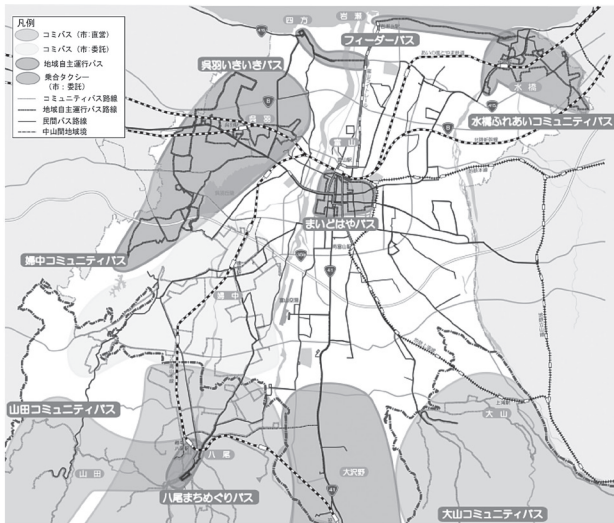 凡例
コミバス（市:直営）
コミバス（市:委託）
地域自主運行バス
乗合タクシー
（市：委託）
コミュニティバス路線
地域自主運行バス路線
民間バス路線
中山間地域境
四方
岩瀬
フィーダーバス
呉羽いきいきバス
呉羽
水橋
水橋ふれあいコミュニティバス
富山
まいどはやバス
婦中コミュニティバス
婦中
41
山田コミュニティバス
山田
八尾
八尾まちめぐりバス
大沢野
41
大山
大山コミュニティバス